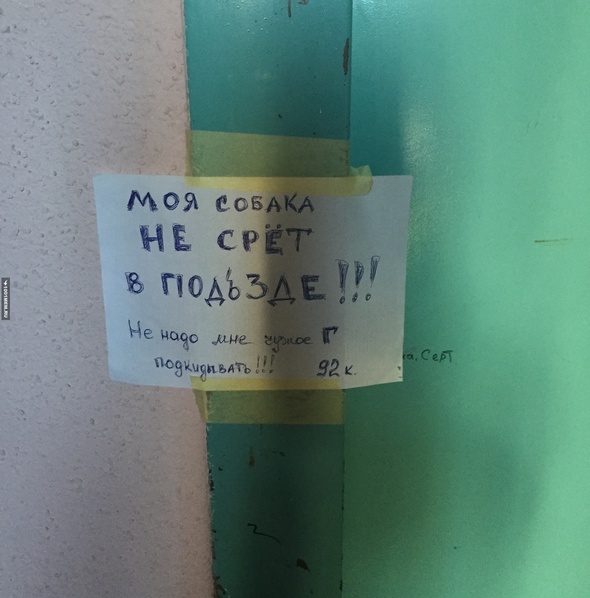 МОЯ СОБАКА
НЕ СРЁТ
В ПОДЪЗДЕ!!!
Не надо мне чужое Г
подкидывать!!! 92 к.